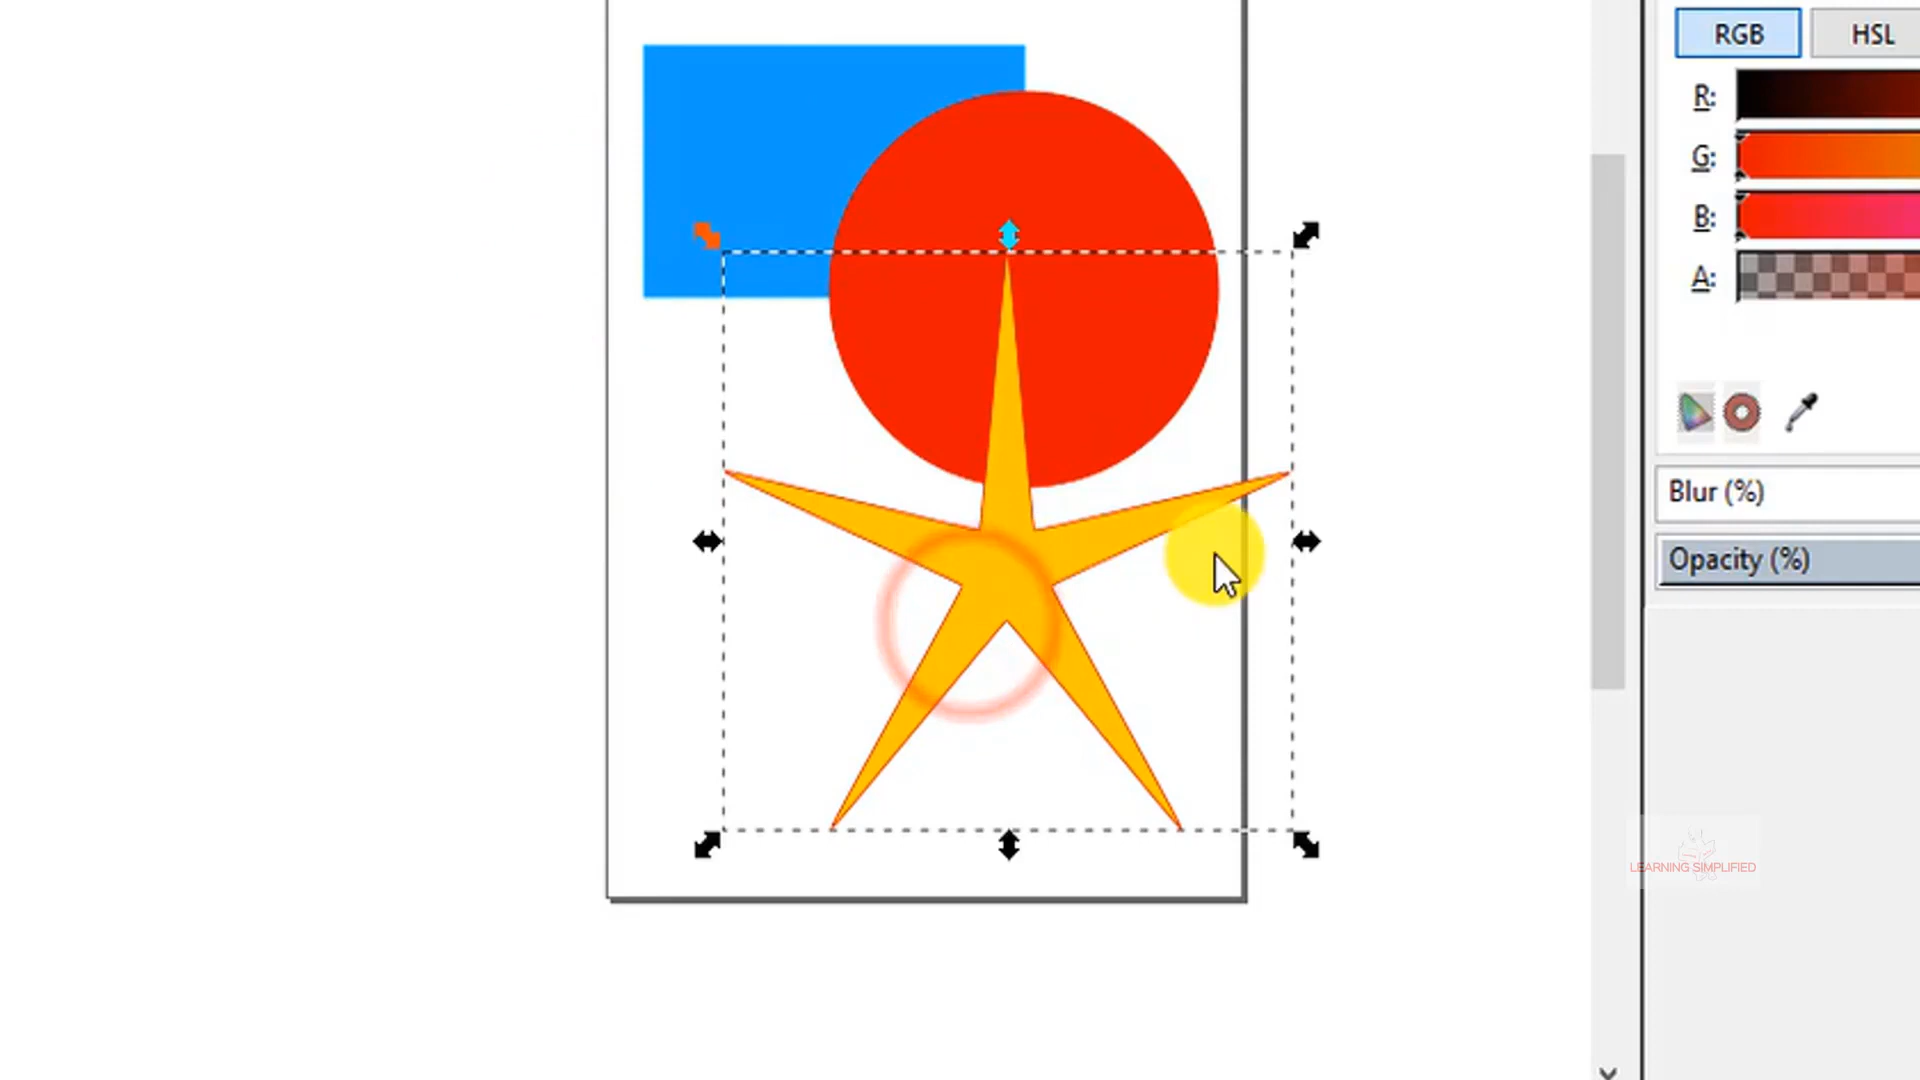 RGB HSL
R:
G:
B:
A:
Blur (%)
Opacity (%)
LEARNING SIMPLIFIED